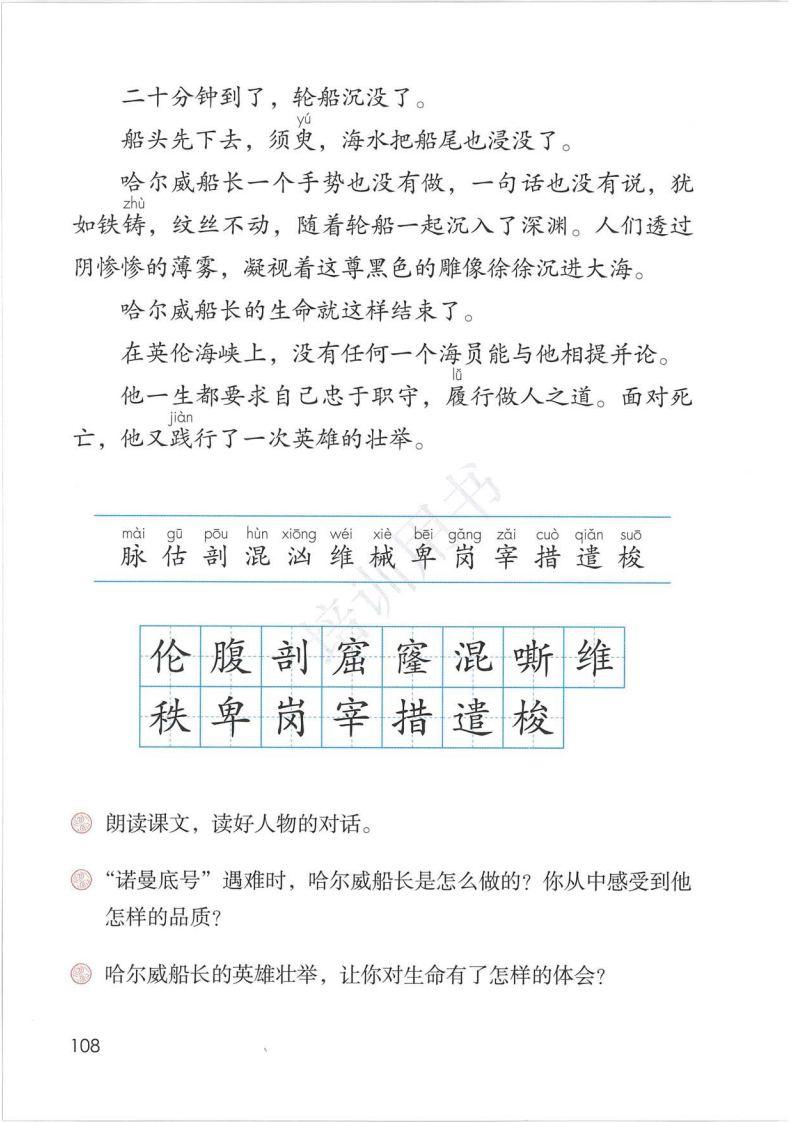 二十分钟到了，轮船沉没了。
yú
船头先下去，须臾，海水把船尾也浸没了。
哈尔威船长一个手势也没有做，一句话也没有说，犹
zhù
如铁铸，纹丝不动，随着轮船一起沉入了深渊。人们透过
阴惨惨的薄雾，凝视着这尊黑色的雕像徐徐沉进大海。
哈尔威船长的生命就这样结束了。
在英伦海峡上，没有任何一个海员能与他相提并论。
lǚ
他一生都要求自己忠于职守，履行做人之道。面对死
jiàn
亡，他又践行了一次英雄的壮举。
mài gū pōu hùn xiōng wéi xiè bēi gǎng zǎi cuò qiǎn suō
脉 估 剖 混 汹 维 械 卑 岗 宰 措 遣 梭
伦 腹 剖 窟 窿 混 嘶 维
秩 卑 岗 宰 措 遣 梭
培训用书
朗读课文，读好人物的对话。
“诺曼底号”遇难时，哈尔威船长是怎么做的？你从中感受到他
怎样的品质？
哈尔威船长的英雄壮举，让你对生命有了怎样的体会？
108